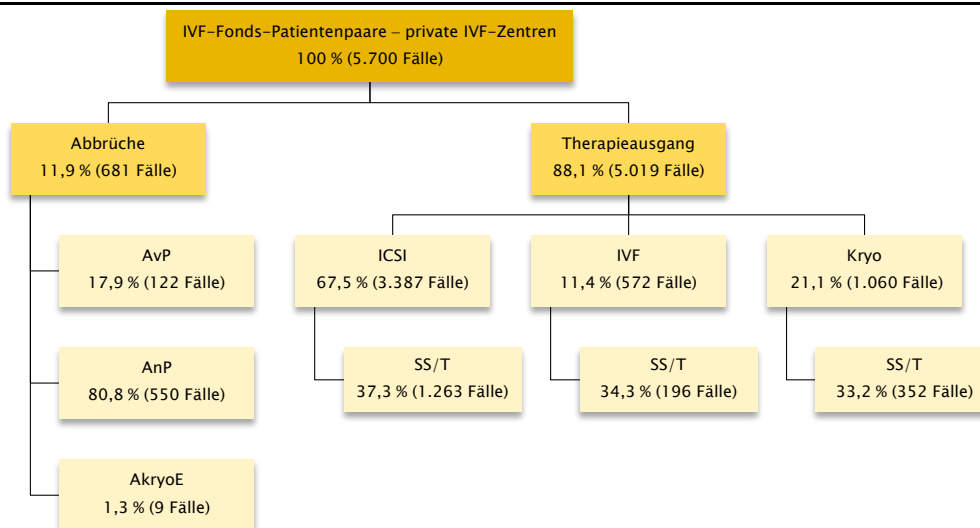 IVF-Fonds-Patientenpaare – private IVF-Zentren
100 % (5.700 Fälle)
Abbrüche
11,9 % (681 Fälle)
Therapieausgang
88,1 % (5.019 Fälle)
AvP
17,9 % (122 Fälle)
ICSI
67,5 % (3.387 Fälle)
IVF
11,4 % (572 Fälle)
Kryo
21,1 % (1.060 Fälle)
AnP
80,8 % (550 Fälle)
SS/T
37,3 % (1.263 Fälle)
SS/T
34,3 % (196 Fälle)
SS/T
33,2 % (352 Fälle)
AkryoE
1,3 % (9 Fälle)